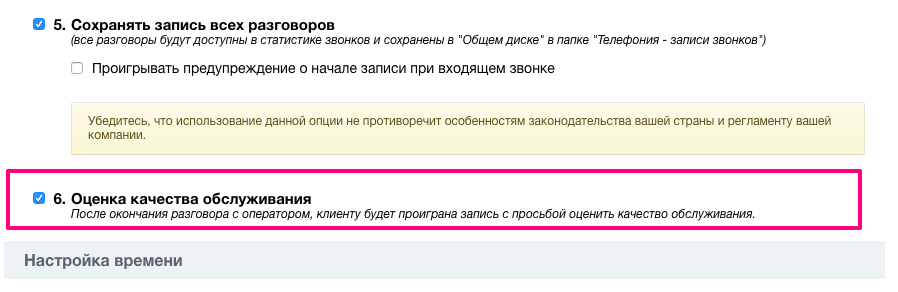 5. Сохранять запись всех разговоров
(все разговоры будут доступны в статистике звонков и сохранены в "Общем диске" в папке "Телефония - записи звонков")
Проигрывать предупреждение о начале записи при входящем звонке
Убедитесь, что использование данной опции не противоречит особенностям законодательства вашей страны и регламенту вашей
компании.
6. Оценка качества обслуживания
После окончания разговора с оператором, клиенту будет проиграна запись с просьбой оценить качество обслуживания.
Настройка времени